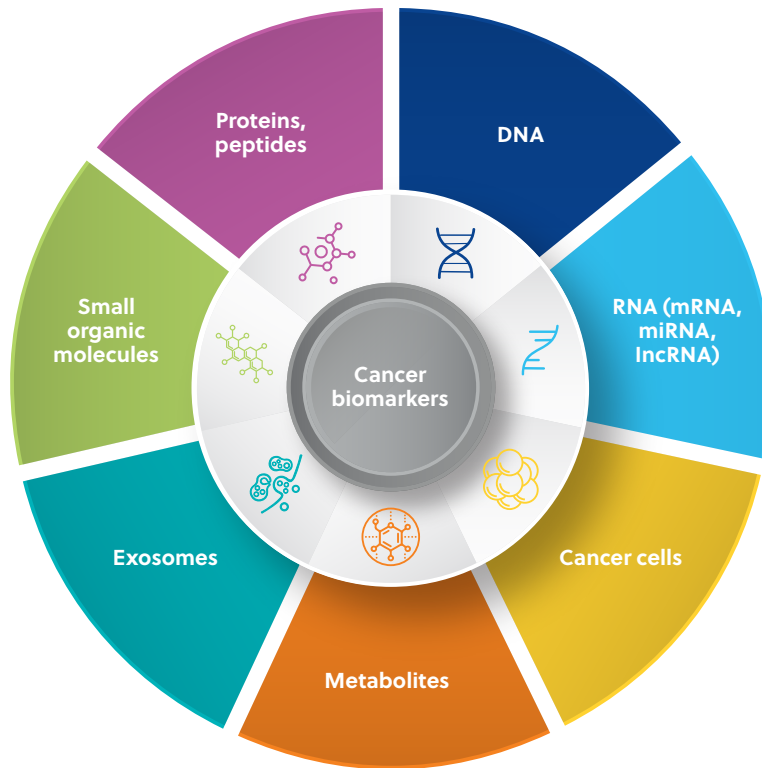 Proteins,
peptides
DNA
RNA (mRNA,
miRNA,
lncRNA)
Cancer cells
Metabolites
Exosomes
Small
organic
molecules
Cancer
biomarkers